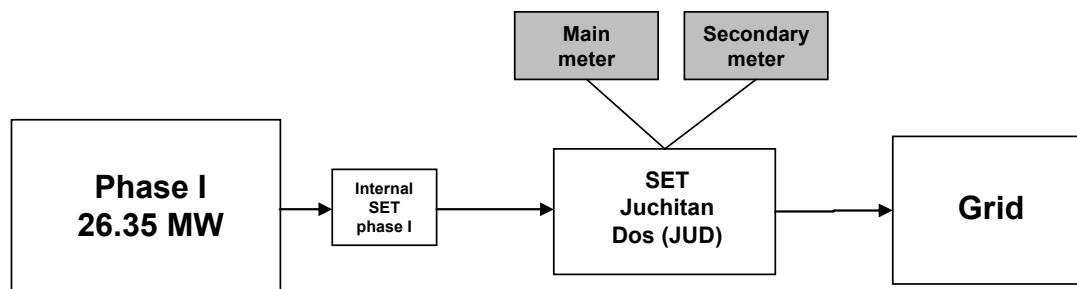 Main
meter
Secondary
meter
Phase I
26.35 MW
Internal
SET
phase I
SET
Juchitan
Dos (JUD)
Grid